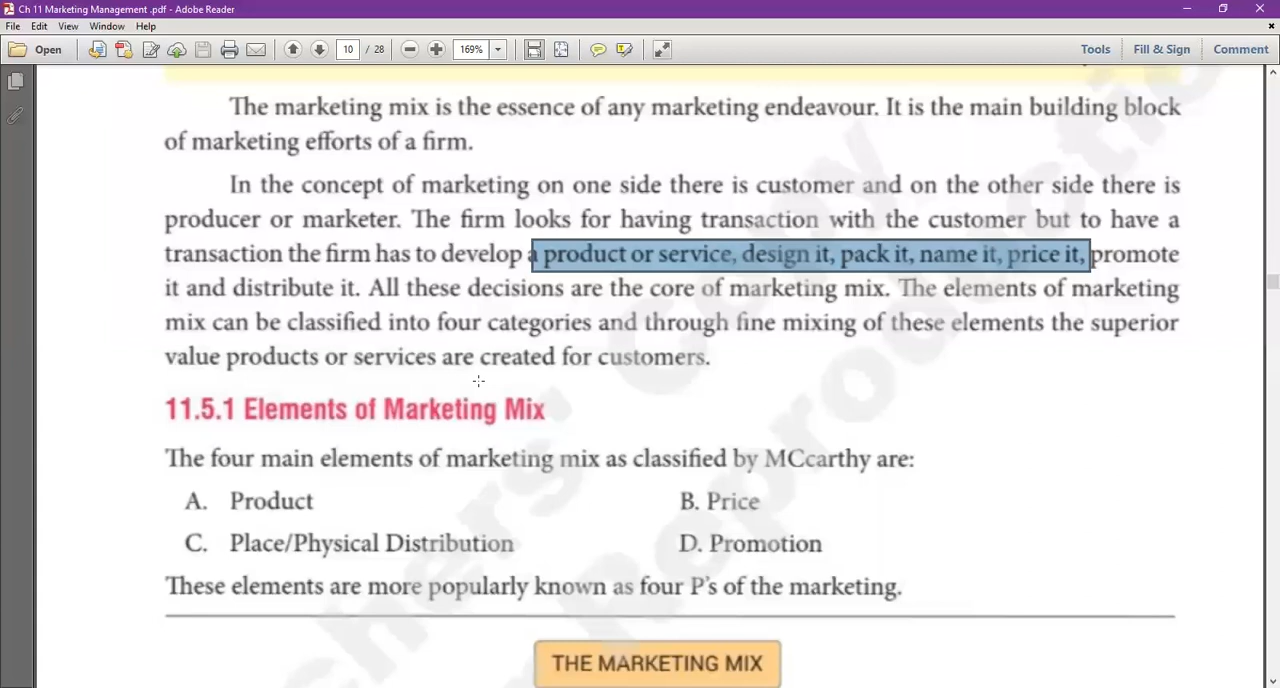 Ch 11 Marketing Management .pdf - Adobe Reader
File Edit View Window Help
Open 10 / 28 169% Tools Fill & Sign Comment
The marketing mix is the essence of any marketing endeavour. It is the main building block
of marketing efforts of a firm.
In the concept of marketing on one side there is customer and on the other side there is
producer or marketer. The firm looks for having transaction with the customer but to have a
transaction the firm has to develop a product or service, design it, pack it, name it, price it, promote
it and distribute it. All these decisions are the core of marketing mix. The elements of marketing
mix can be classified into four categories and through fine mixing of these elements the superior
value products or services are created for customers.
11.5.1 Elements of Marketing Mix
The four main elements of marketing mix as classified by MCcarthy are:
A. Product B. Price
C. Place/Physical Distribution D. Promotion
These elements are more popularly known as four P's of the marketing.
THE MARKETING MIX